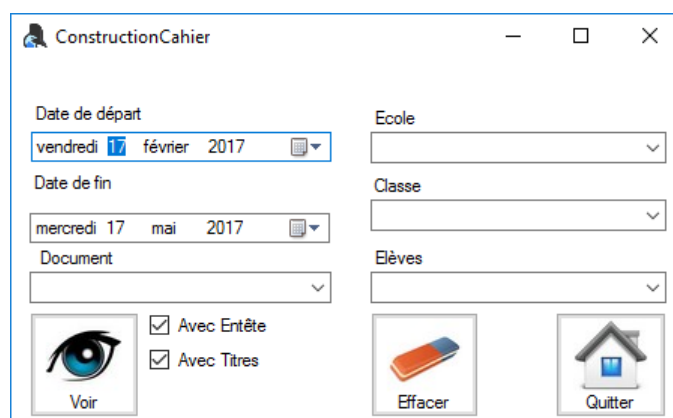 ConstructionCahier
Date de départ
vendredi 17 février 2017
Date de fin
mercredi 17 mai 2017
Document
Ecole
Classe
Elèves
Avec Entête
Avec Titres
Voir
Effacer
Quitter